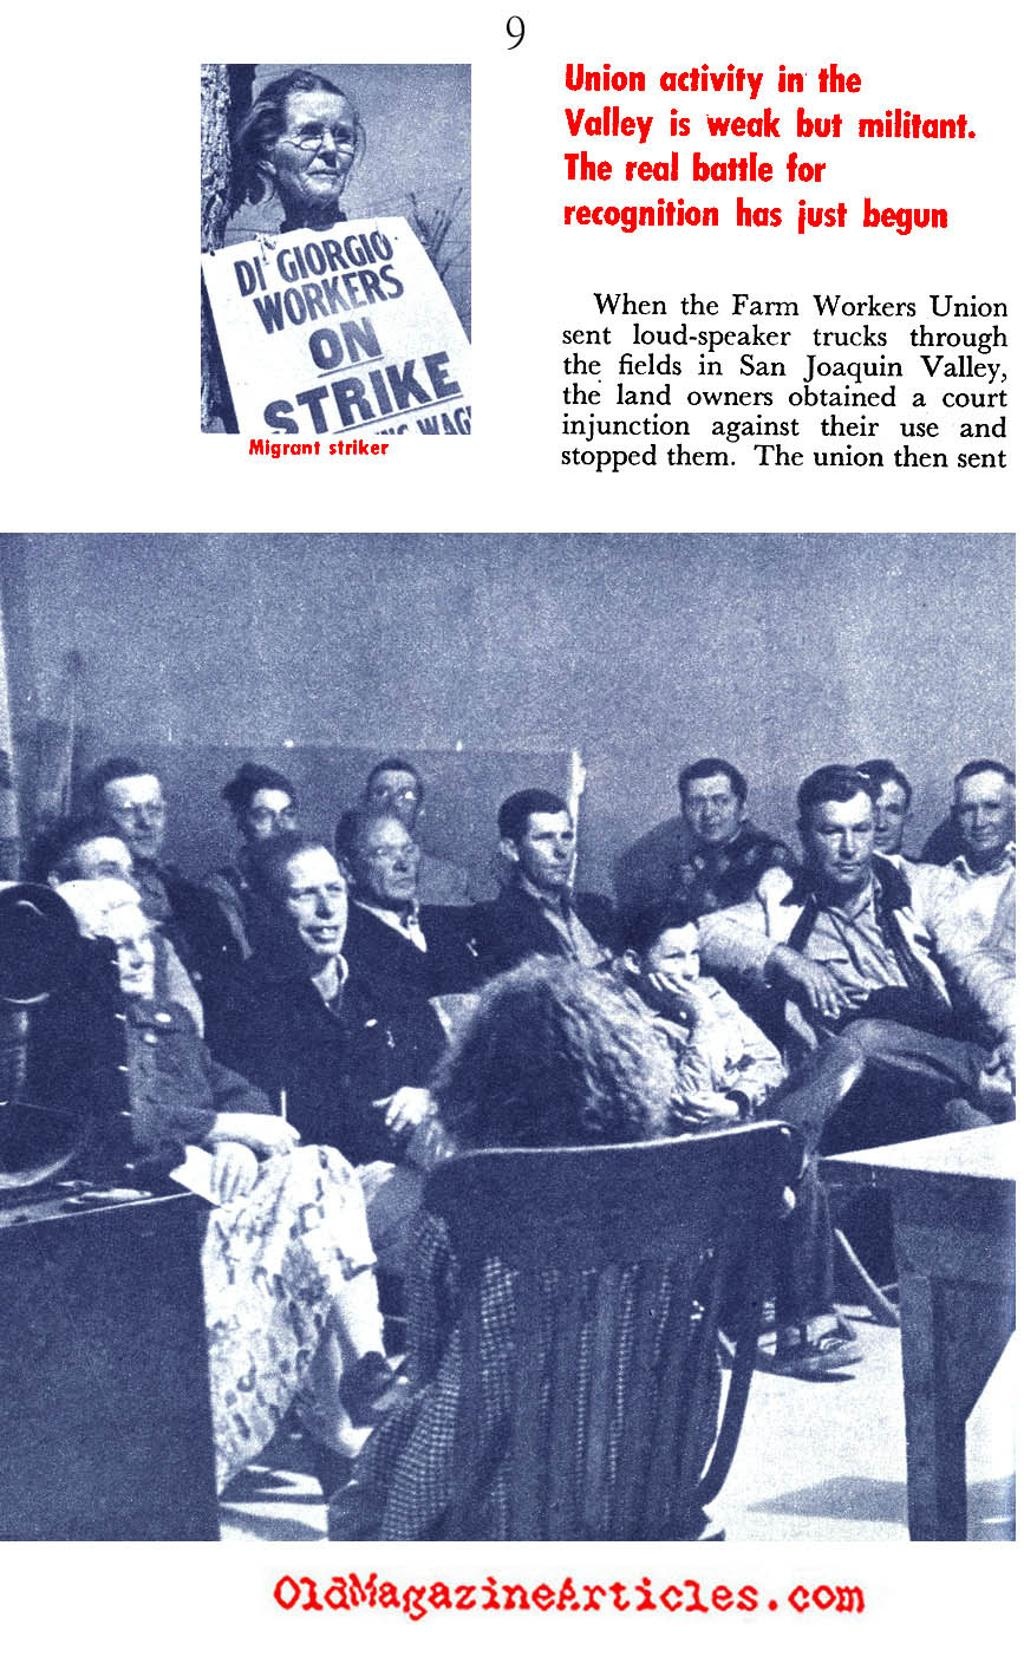 9
Union activity in the
Valley is weak but militant.
The real battle for
recognition has just begun
DI GIORGIO
WORKERS
ON
STRIKE
Migrant striker
When the Farm Workers Union
sent loud-speaker trucks through
the fields in San Joaquin Valley,
the land owners obtained a court
injunction against their use and
stopped them. The union then sent
OldMagazineArticles.com